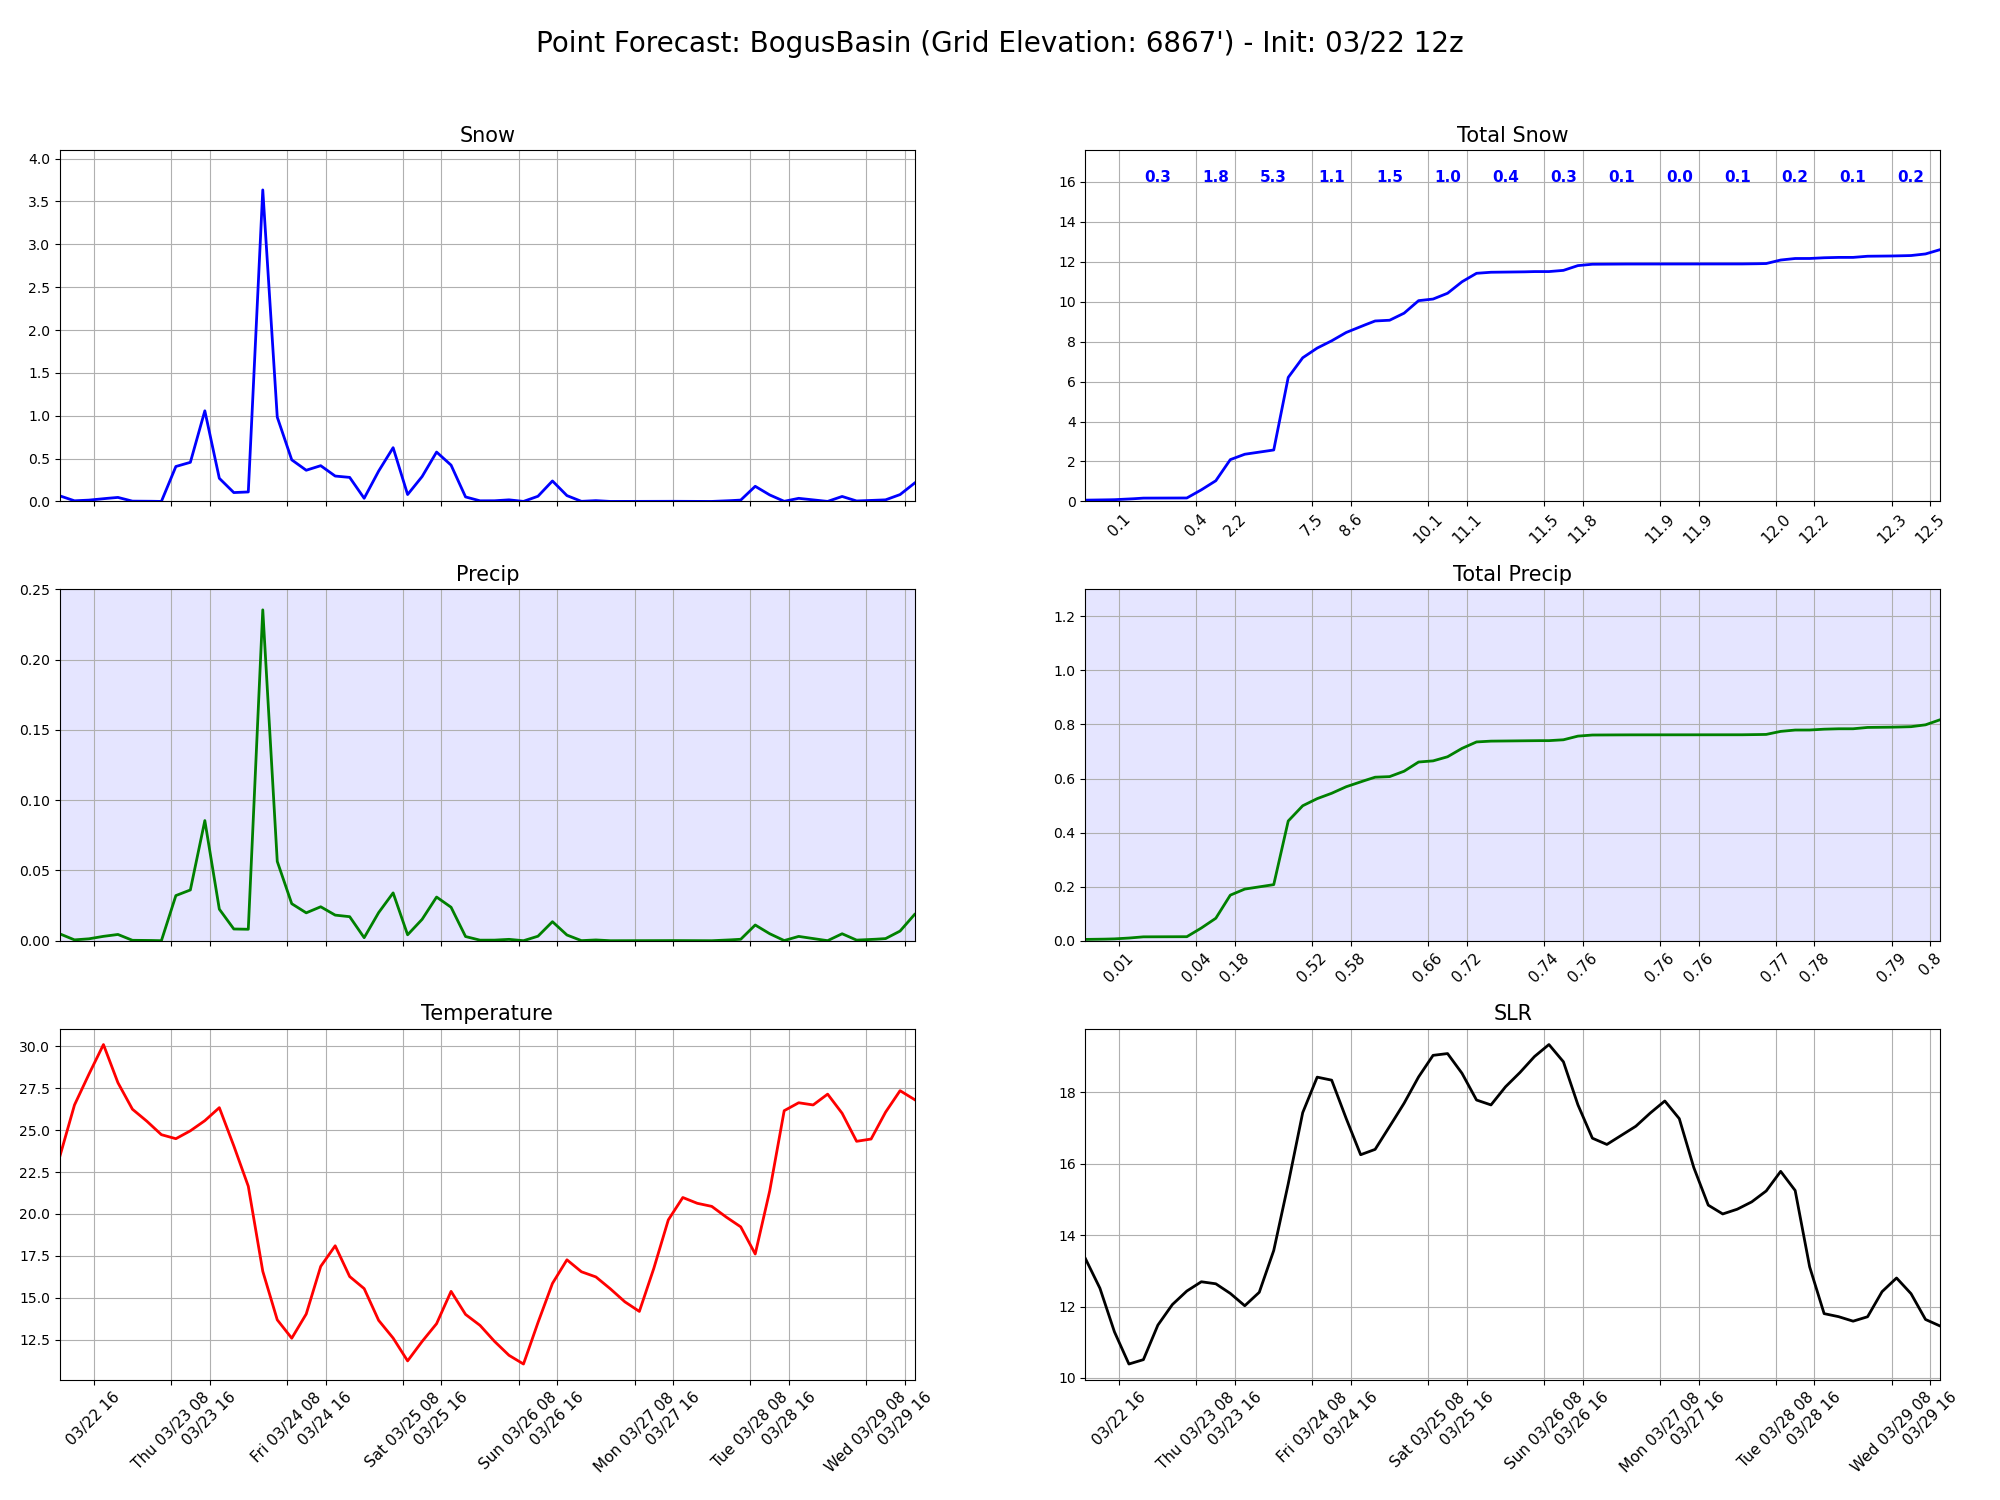 Point Forecast: BogusBasin (Grid Elevation: 6867') - Init: 03/22 12z
Snow
4.0
3.5
3.0
2.5
2.0
1.5
1.0
0.5
0.0
Total Snow
0.3 1.8 5.3 1.1 1.5 1.0 0.4 0.3 0.1 0.0 0.1 0.2 0.1 0.2
16
14
12
10
8
6
4
2
0
0.1 0.4 2.2 7.5 8.6 10.1 11.1 11.5 11.8 11.9 11.9 12.0 12.2 12.3 12.5
Precip
0.25
0.20
0.15
0.10
0.05
0.00
Total Precip
1.2
1.0
0.8
0.6
0.4
0.2
0.0
0.01 0.04 0.18 0.52 0.58 0.66 0.72 0.74 0.76 0.76 0.76 0.77 0.78 0.79 0.8
Temperature
30.0
27.5
25.0
22.5
20.0
17.5
15.0
12.5
03/22 16
Thu 03/23 08
03/23 16
Fri 03/24 08
03/24 16
Sat 03/25 08
03/25 16
Sun 03/26 08
03/26 16
Mon 03/27 08
03/27 16
Tue 03/28 08
03/28 16
Wed 03/29 08
03/29 16
SLR
18
16
14
12
10
03/22 16
Thu 03/23 08
03/23 16
Fri 03/24 08
03/24 16
Sat 03/25 08
03/25 16
Sun 03/26 08
03/26 16
Mon 03/27 08
03/27 16
Tue 03/28 08
03/28 16
Wed 03/29 08
03/29 16